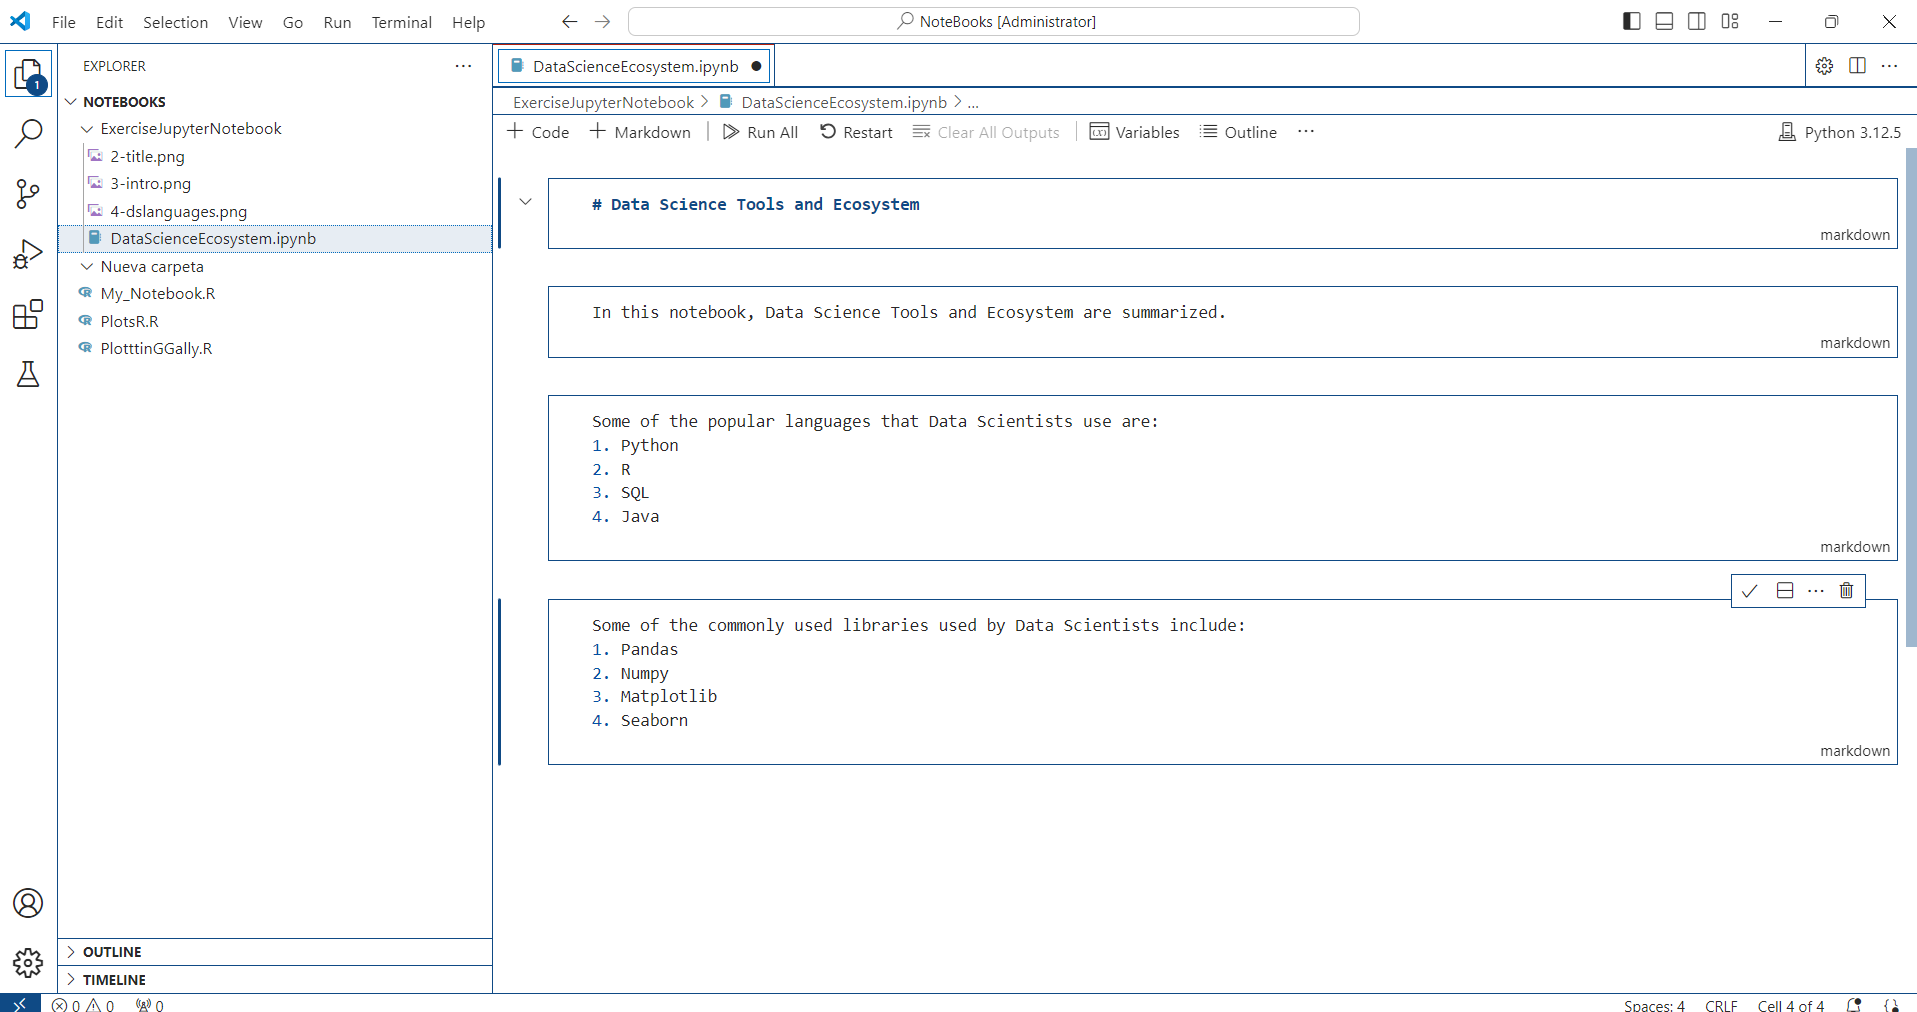 File Edit Selection View Go Run Terminal Help
NoteBooks [Administrator]
EXPLORER
1
NOTEBOOKS
ExerciseJupyterNotebook
2-title.png
3-intro.png
4-dslanguages.png
DataScienceEcosystem.ipynb
Nueva carpeta
My_Notebook.R
PlotsR.R
PlotttinGGally.R
OUTLINE
TIMELINE
DataScienceEcosystem.ipynb
ExerciseJupyterNotebook > DataScienceEcosystem.ipynb > ...
+ Code + Markdown | Run All Restart Clear All Outputs | Variables Outline ... Python 3.12.5
# Data Science Tools and Ecosystem
markdown
In this notebook, Data Science Tools and Ecosystem are summarized.
markdown
Some of the popular languages that Data Scientists use are:
1. Python
2. R
3. SQL
4. Java
markdown
Some of the commonly used libraries used by Data Scientists include:
1. Pandas
2. Numpy
3. Matplotlib
4. Seaborn
markdown
0 0 0 Spaces: 4 CRLF Cell 4 of 4